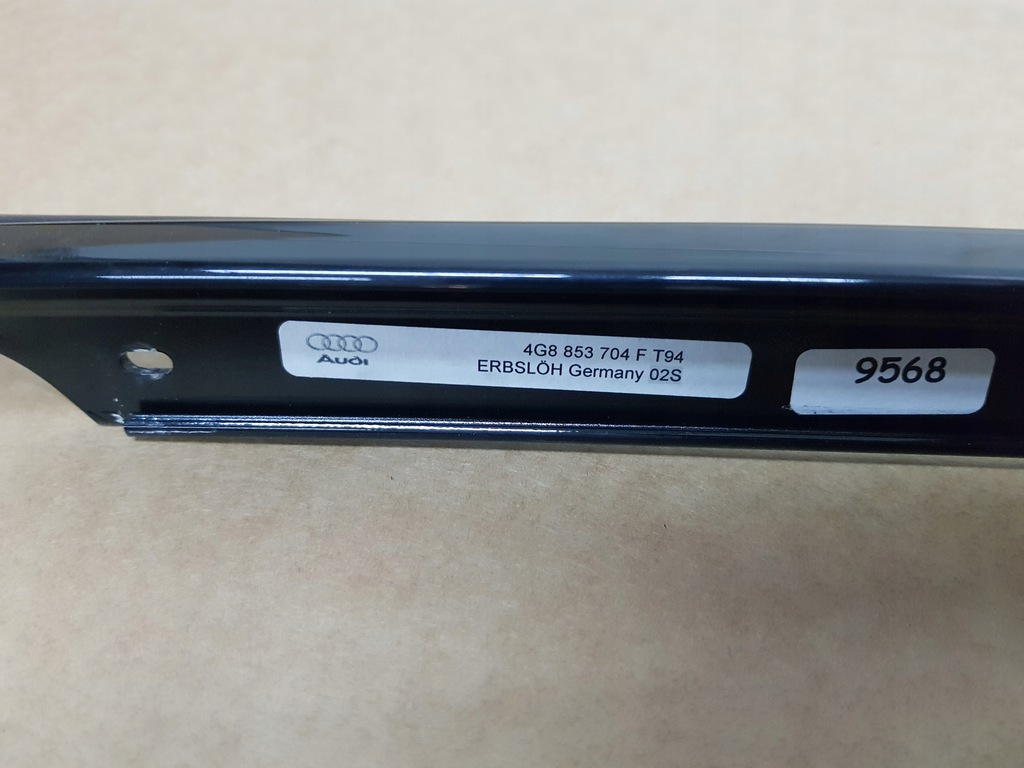 Audi
4G8 853 704 F T94
ERBSLÖH Germany 02S
9568